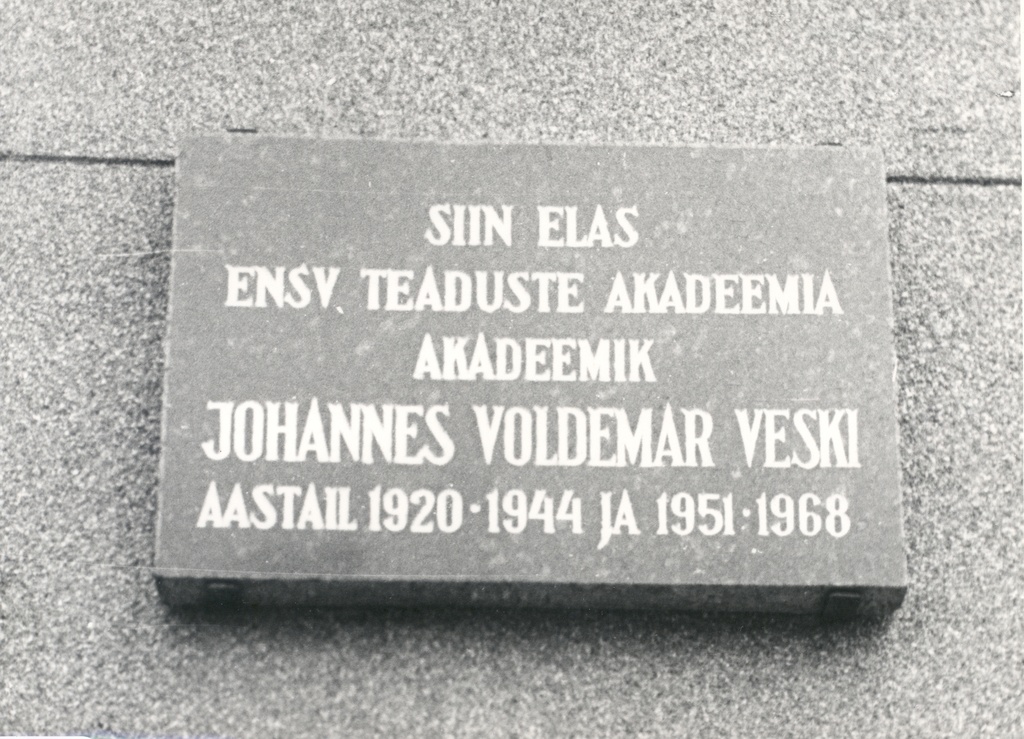 SIIN ELAS
ENSV. TEADUSTE AKADEEMIA
AKADEEMIK
JOHANNES VOLDEMAR VESKI
AASTAIL 1920·1944 JA 1951·1968